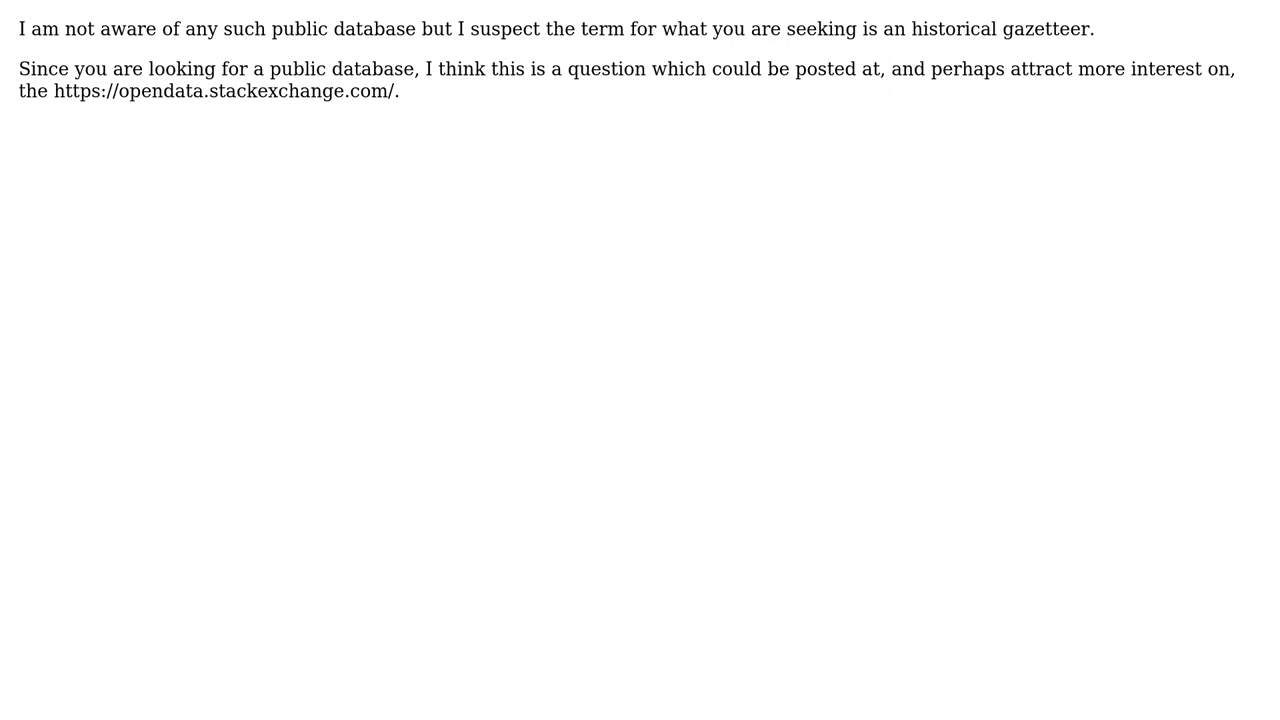 I am not aware of any such public database but I suspect the term for what you are seeking is an historical gazetteer.
Since you are looking for a public database, I think this is a question which could be posted at, and perhaps attract more interest on,
the https://opendata.stackexchange.com/.